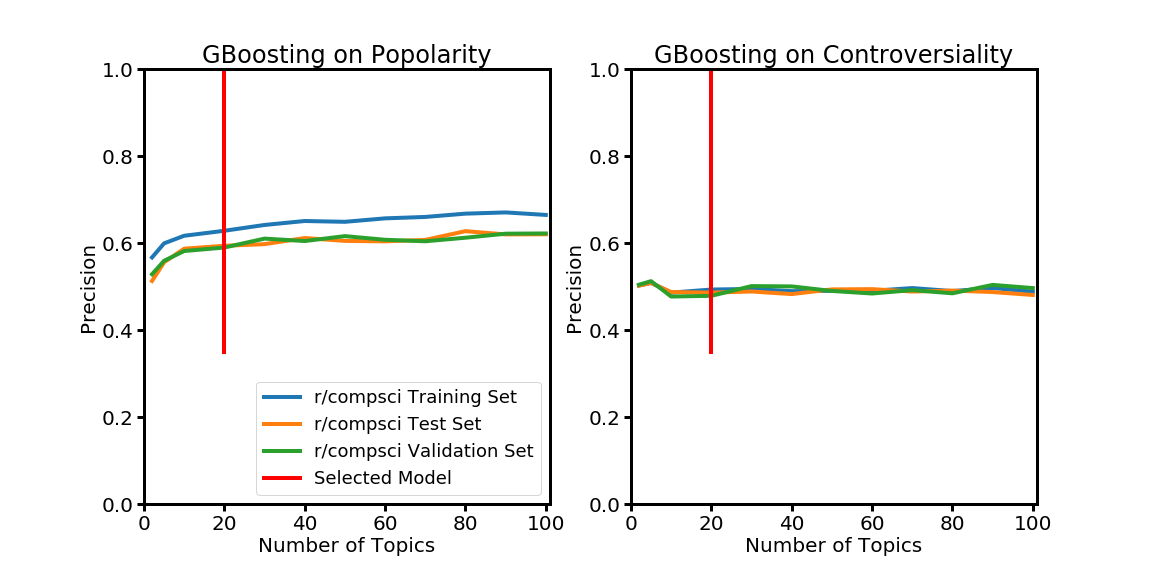 GBoosting on Popolarity
1.0
0.8
0.6
0.4
0.2
0.0
Precision
0 20 40 60 80 100
Number of Topics
r/compsci Training Set
r/compsci Test Set
r/compsci Validation Set
Selected Model
GBoosting on Controversiality
1.0
0.8
0.6
0.4
0.2
0.0
Precision
0 20 40 60 80 100
Number of Topics